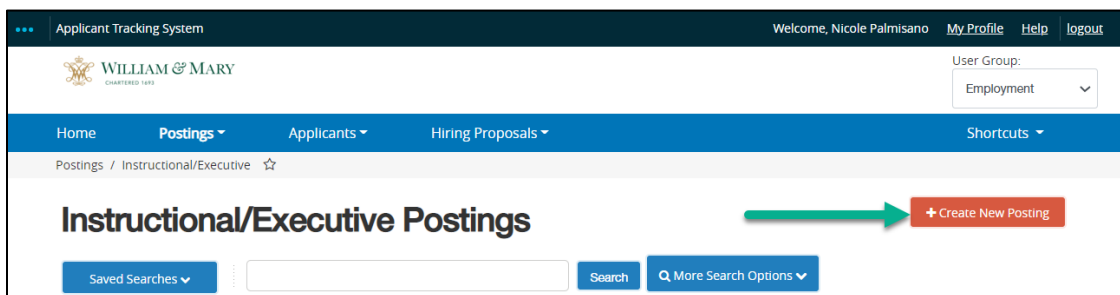 Applicant Tracking System Welcome, Nicole Palmisano My Profile Help logout
WILLIAM & MARY
CHARTERED 1693
User Group:
Employment
Home Postings Applicants Hiring Proposals Shortcuts
Postings / Instructional/Executive
Instructional/Executive Postings
+ Create New Posting
Saved Searches Search More Search Options